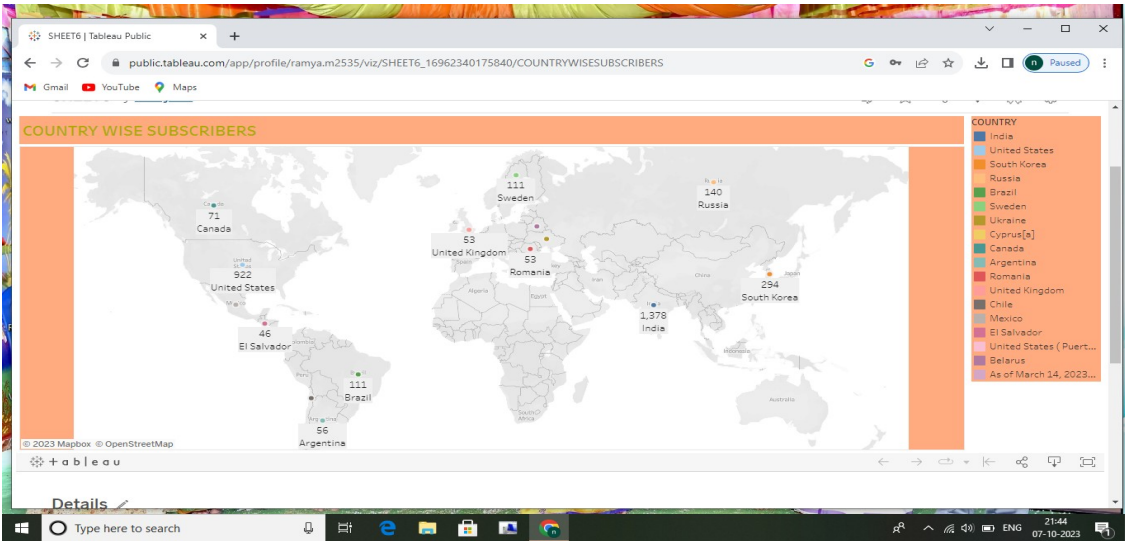 SHEET6 | Tableau Public
public.tableau.com/app/profile/ramya.m2535/viz/SHEET6_16962340175840/COUNTRYWISESUBSCRIBERS
Paused
Gmail YouTube Maps
COUNTRY WISE SUBSCRIBERS
COUNTRY
India
United States
South Korea
Russia
Brazil
Sweden
Ukraine
Cyprus[a]
Canada
Argentina
Romania
United Kingdom
Chile
Mexico
El Salvador
United States ( Puert...
Belarus
As of March 14, 2023...
111
Sweden
140
Russia
71
Canada
53
United Kingdom
53
Romania
922
United States
294
South Korea
1,378
India
46
El Salvador
111
Brazil
56
Argentina
Algeria
Egypt
Iran
China
Japan
Indonesia
Peru
South Africa
Australia
© 2023 Mapbox © OpenStreetMap
+ a b | e a u
Details
Type here to search
ENG
21:44
07-10-2023